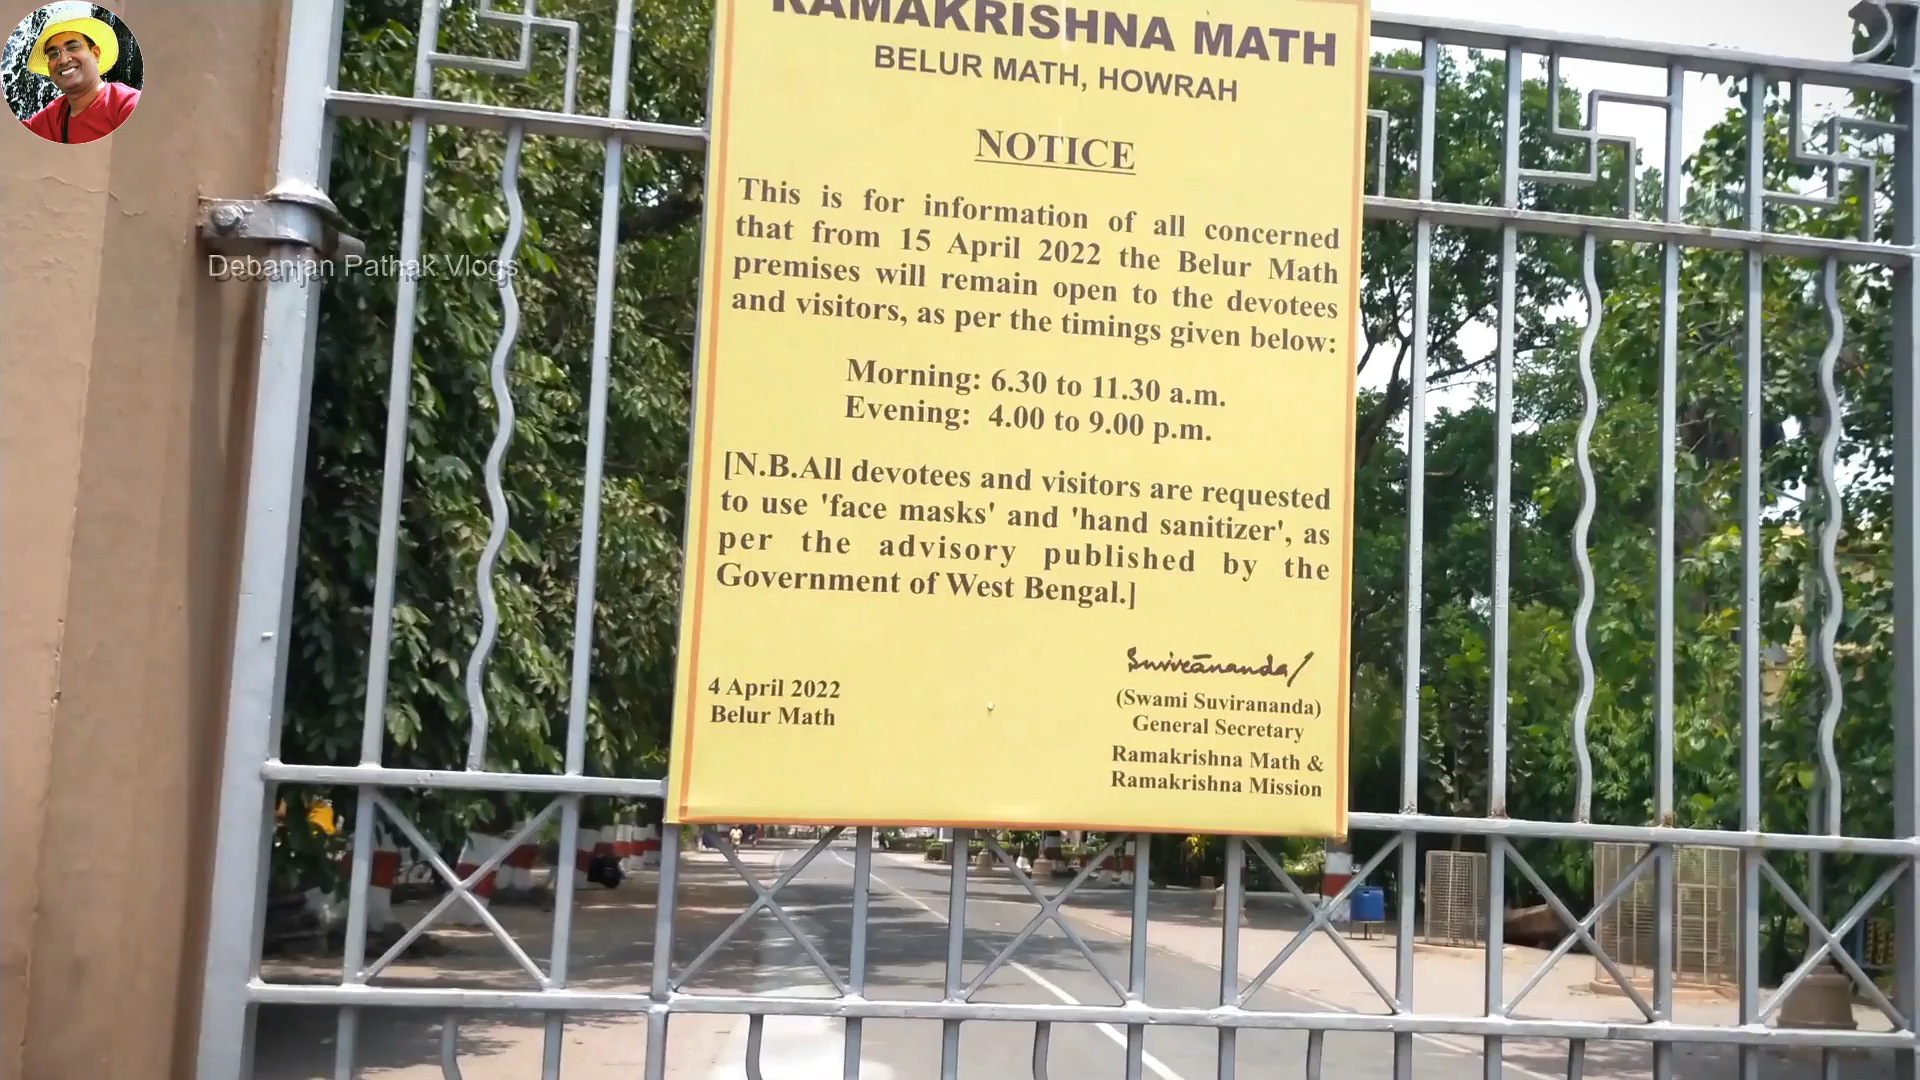 RAMAKRISHNA MATH
BELUR MATH, HOWRAH
NOTICE
This is for information of all concerned
that from 15 April 2022 the Belur Math
premises will remain open to the devotees
and visitors, as per the timings given below:
Morning: 6.30 to 11.30 a.m.
Evening: 4.00 to 9.00 p.m.
[N.B.All devotees and visitors are requested
to use 'face masks' and 'hand sanitizer', as
per the advisory published by the
Government of West Bengal.]
4 April 2022
Belur Math
Suvirānanda
(Swami Suvirananda)
General Secretary
Ramakrishna Math &
Ramakrishna Mission
Debanjan Pathak Vlogs